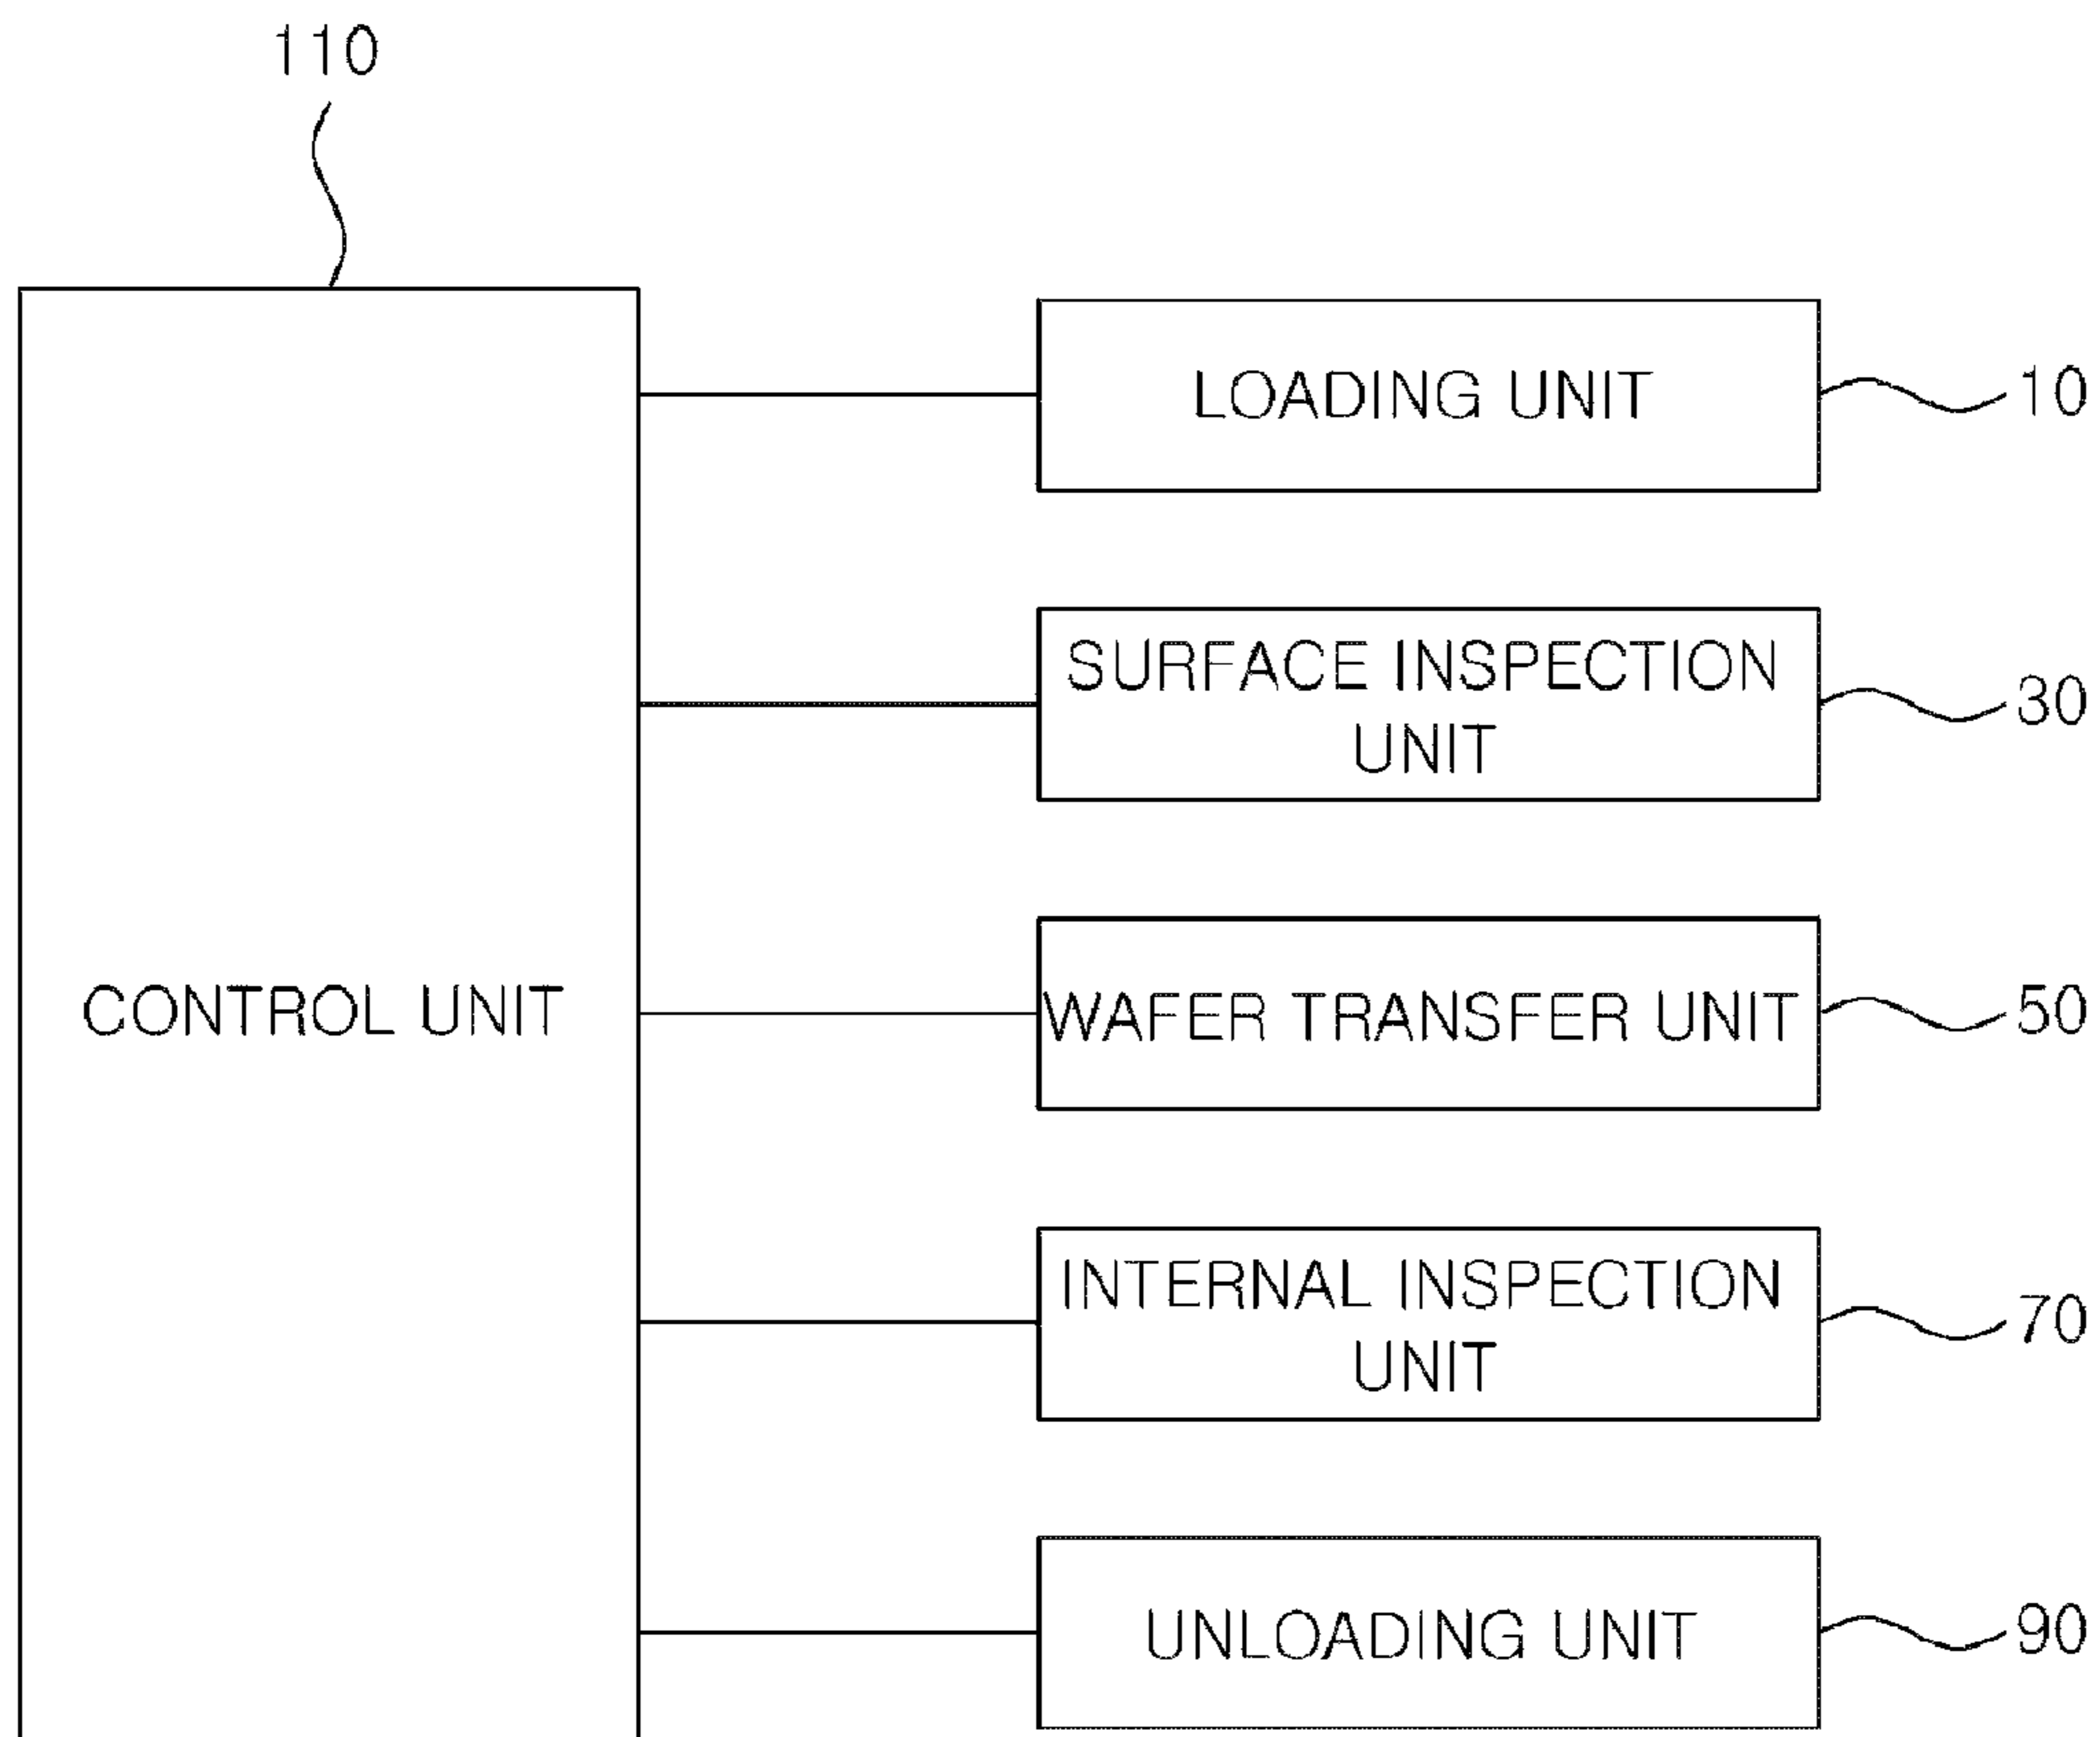 110
LOADING UNIT
10
SURFACE INSPECTION
UNIT
30
CONTROL UNIT
WAFER TRANSFER UNIT
50
INTERNAL INSPECTION
UNIT
70
UNLOADING UNIT
90